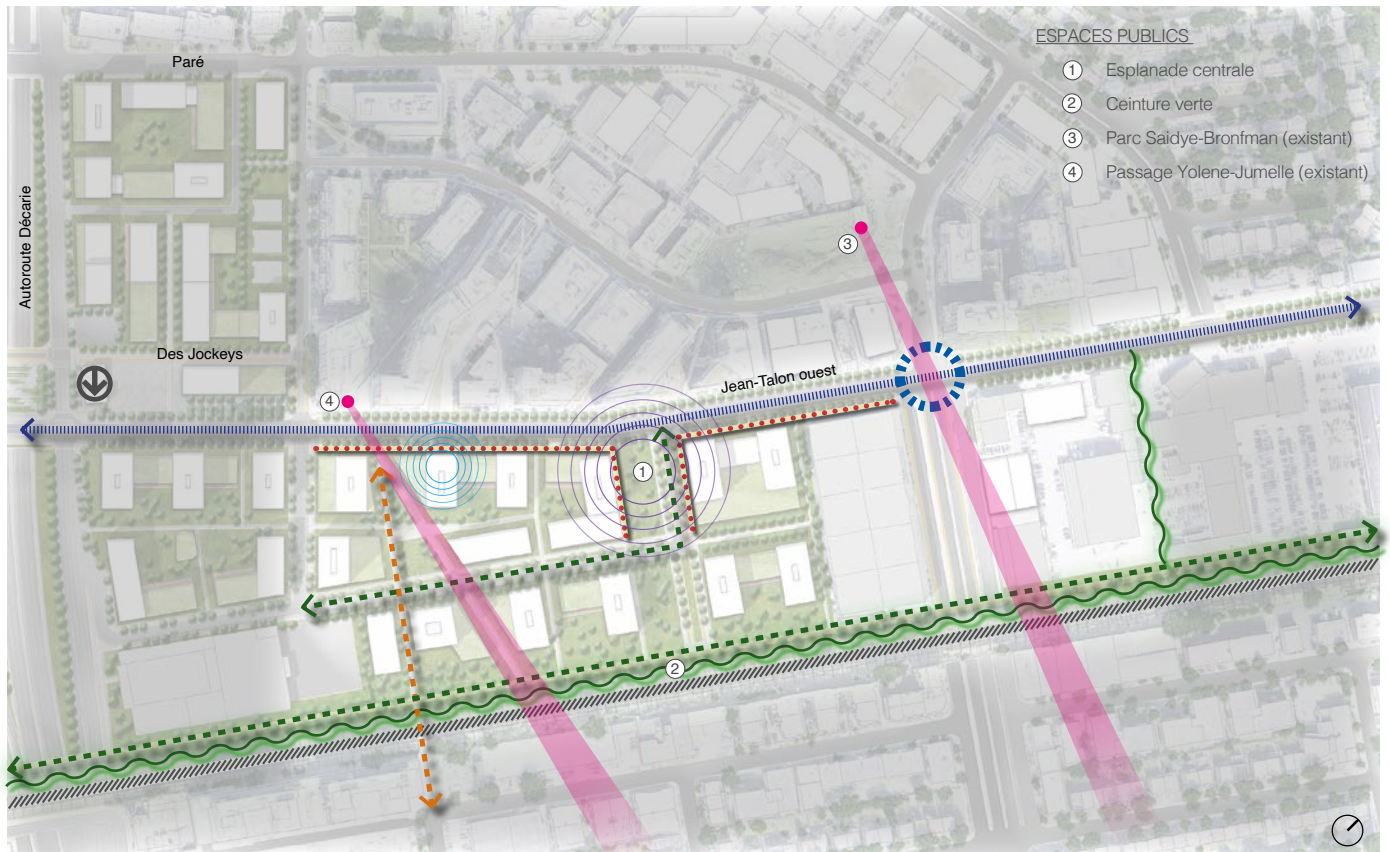 ESPACES PUBLICS
1 Esplanade centrale
2 Ceinture verte
3 Parc Saidye-Bronfman (existant)
4 Passage Yolene-Jumelle (existant)
Paré
Autoroute Décarie
3
Des Jockeys
Jean-Talon ouest
4
1
2